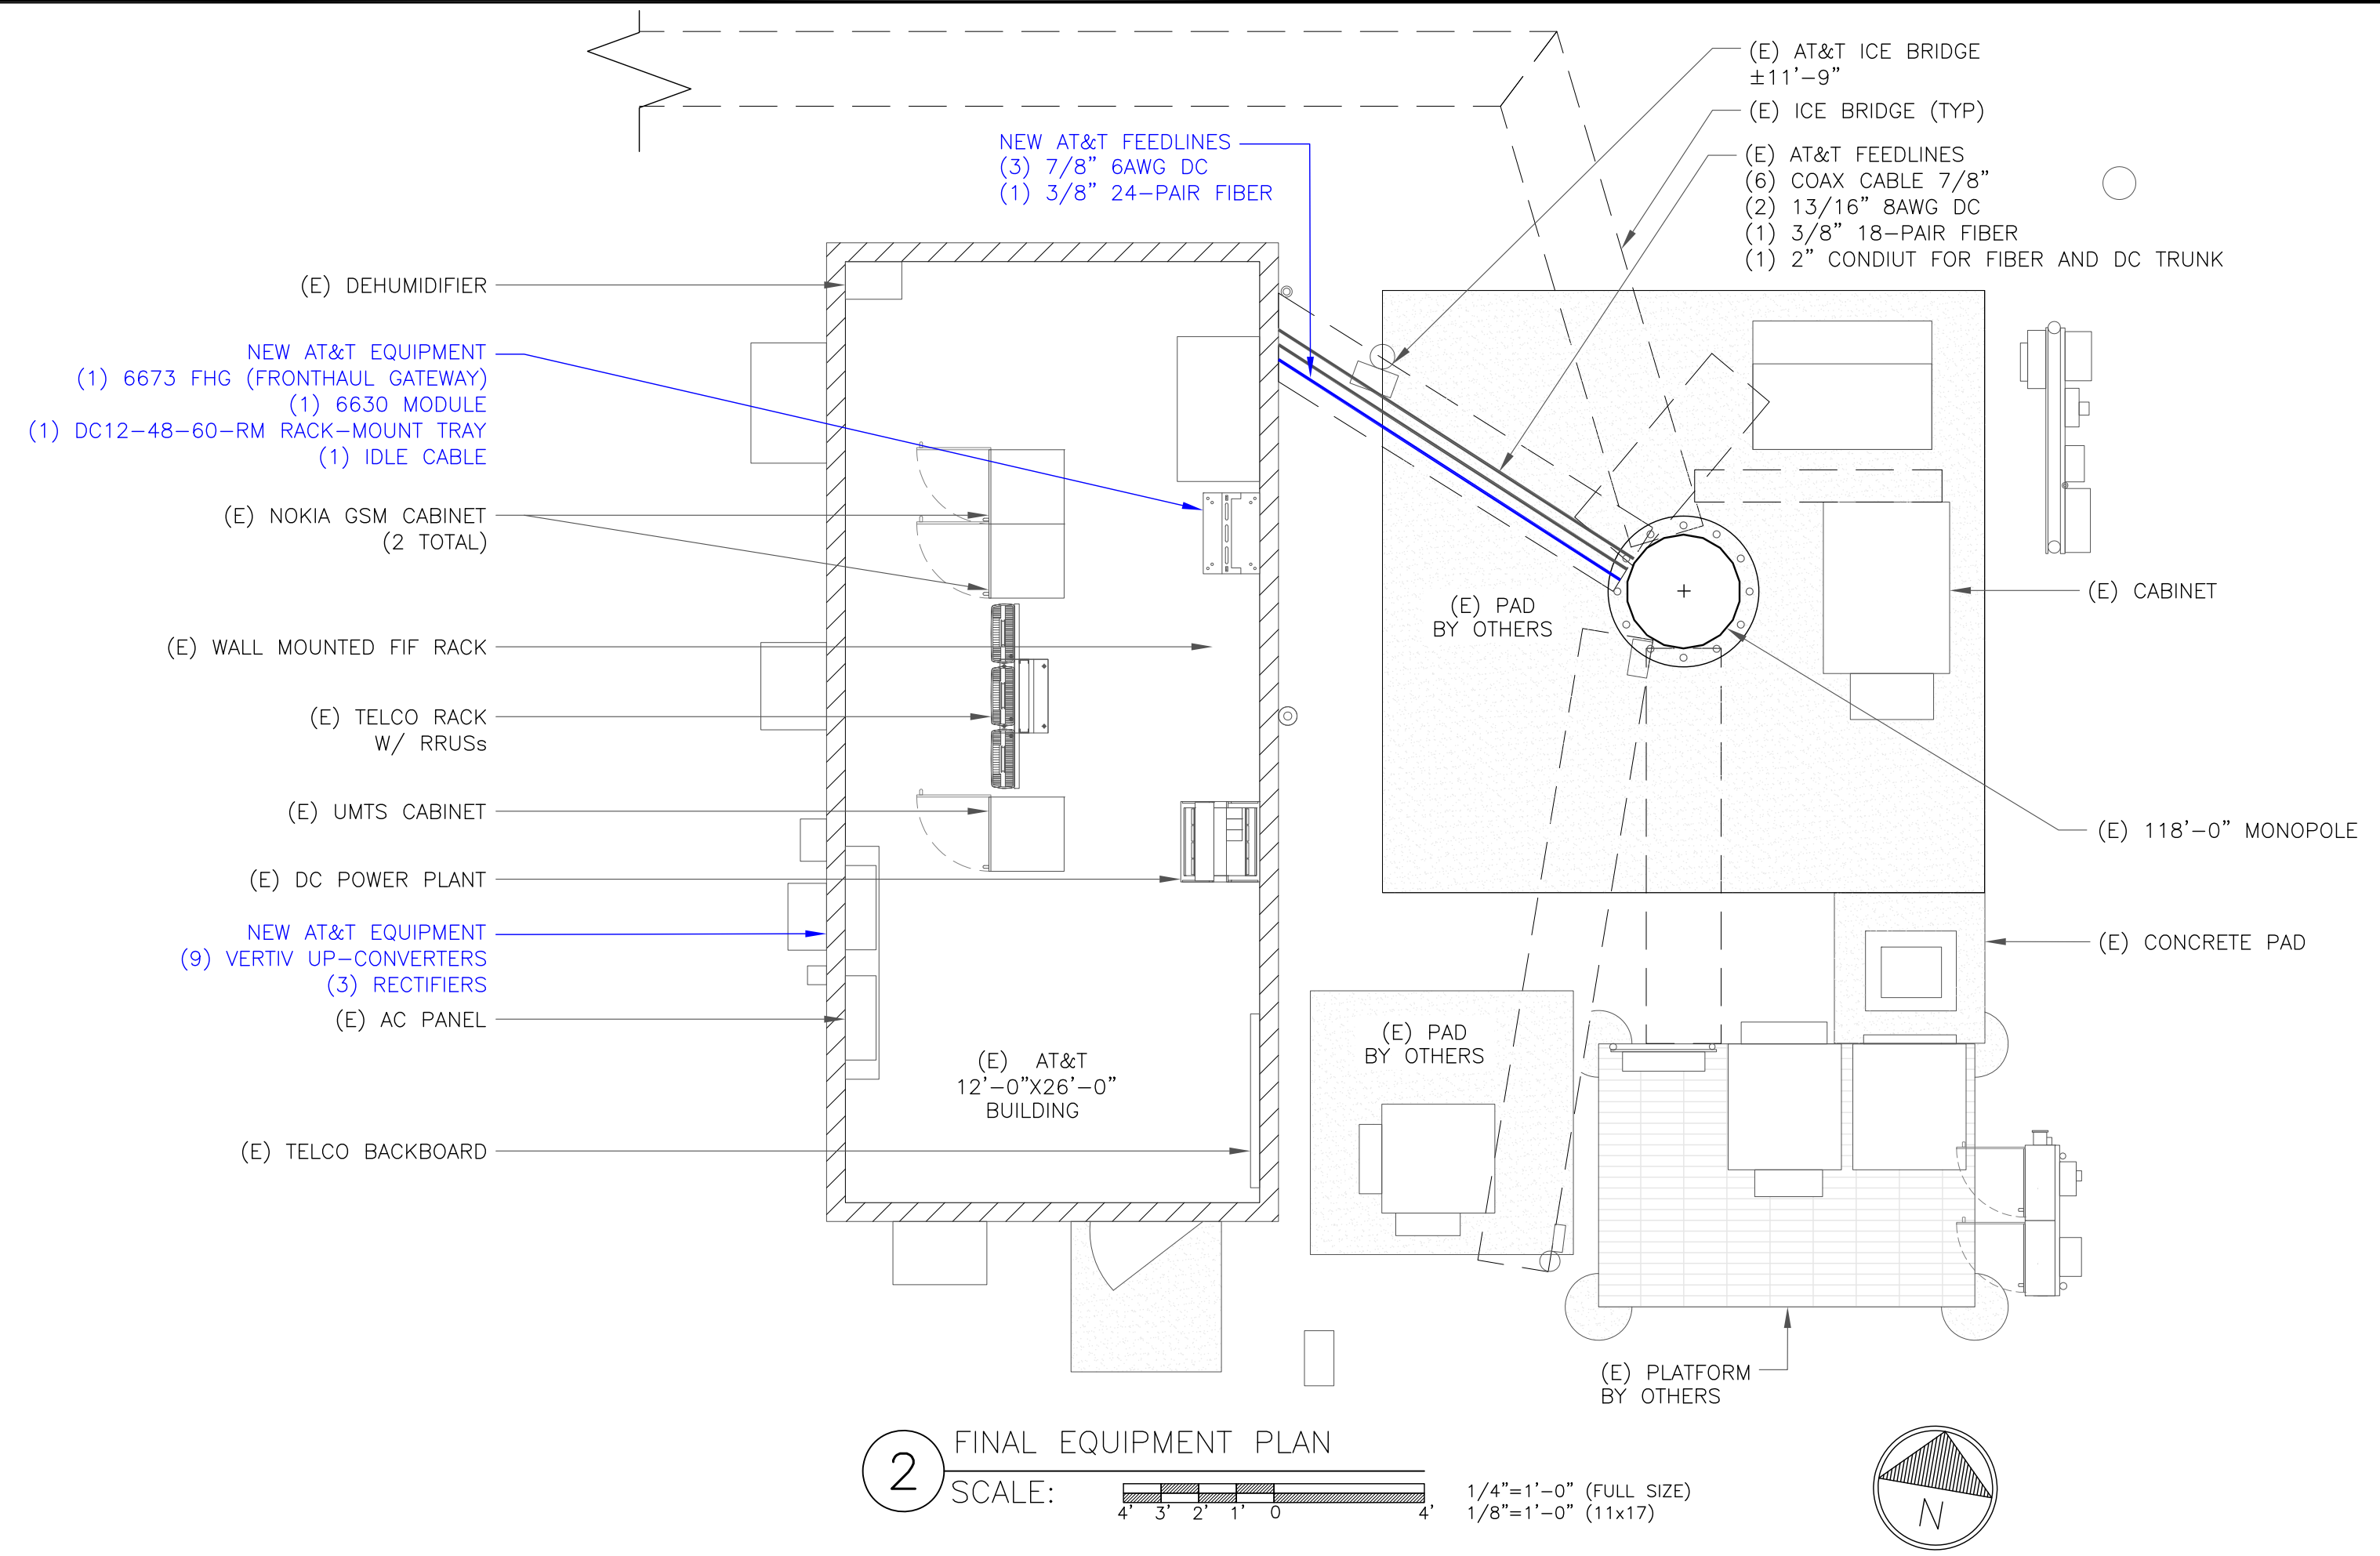 (E) AT&T ICE BRIDGE
±11'-9"
(E) ICE BRIDGE (TYP)
(E) AT&T FEEDLINES
(6) COAX CABLE 7/8"
(2) 13/16" 8AWG DC
(1) 3/8" 18-PAIR FIBER
(1) 2" CONDIUT FOR FIBER AND DC TRUNK
NEW AT&T FEEDLINES
(3) 7/8" 6AWG DC
(1) 3/8" 24-PAIR FIBER
(E) DEHUMIDIFIER
NEW AT&T EQUIPMENT
(1) 6673 FHG (FRONTHAUL GATEWAY)
(1) 6630 MODULE
(1) DC12-48-60-RM RACK-MOUNT TRAY
(1) IDLE CABLE
(E) NOKIA GSM CABINET
(2 TOTAL)
(E) WALL MOUNTED FIF RACK
(E) TELCO RACK
W/ RRUSs
(E) UMTS CABINET
(E) DC POWER PLANT
NEW AT&T EQUIPMENT
(9) VERTIV UP-CONVERTERS
(3) RECTIFIERS
(E) AC PANEL
(E) TELCO BACKBOARD
(E) AT&T
12'-0"X26'-0"
BUILDING
(E) PAD
BY OTHERS
(E) CABINET
(E) 118'-0" MONOPOLE
(E) CONCRETE PAD
(E) PAD
BY OTHERS
(E) PLATFORM
BY OTHERS
2
FINAL EQUIPMENT PLAN
SCALE:
4' 3' 2' 1' 0 4'
1/4"=1'-0" (FULL SIZE)
1/8"=1'-0" (11x17)
N